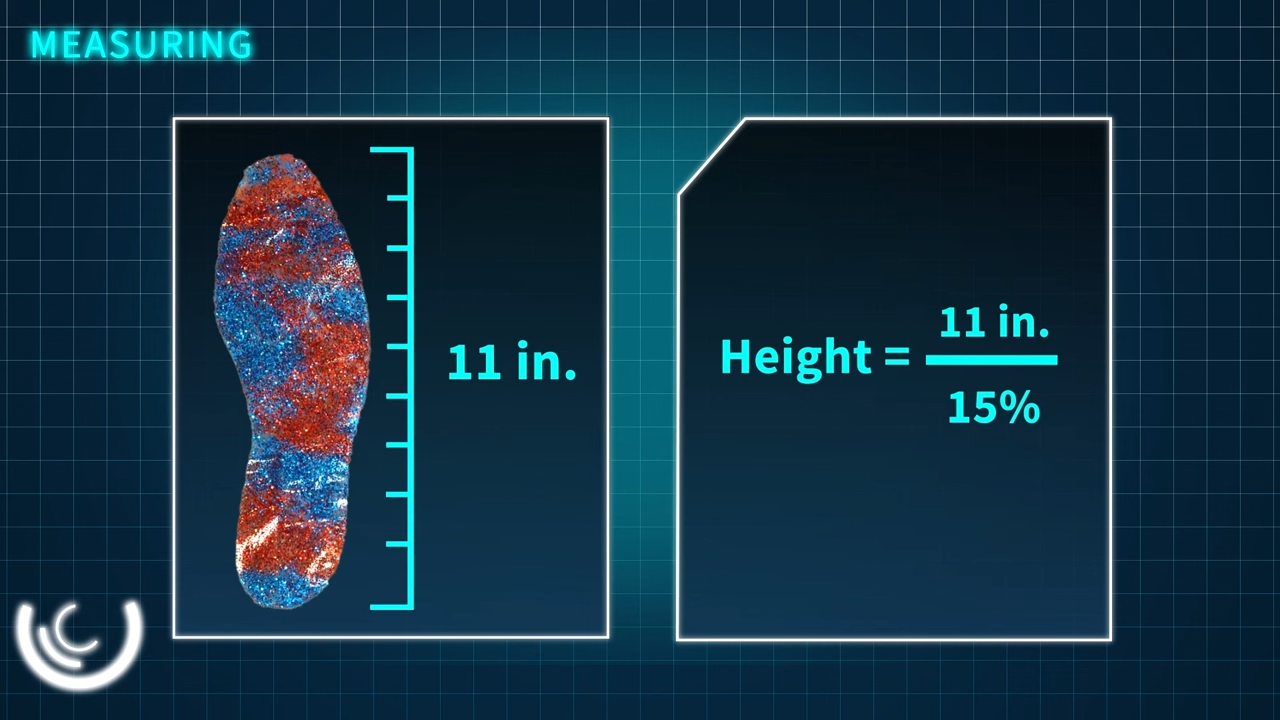 MEASURING
11 in.
Height = 11 in.
15%